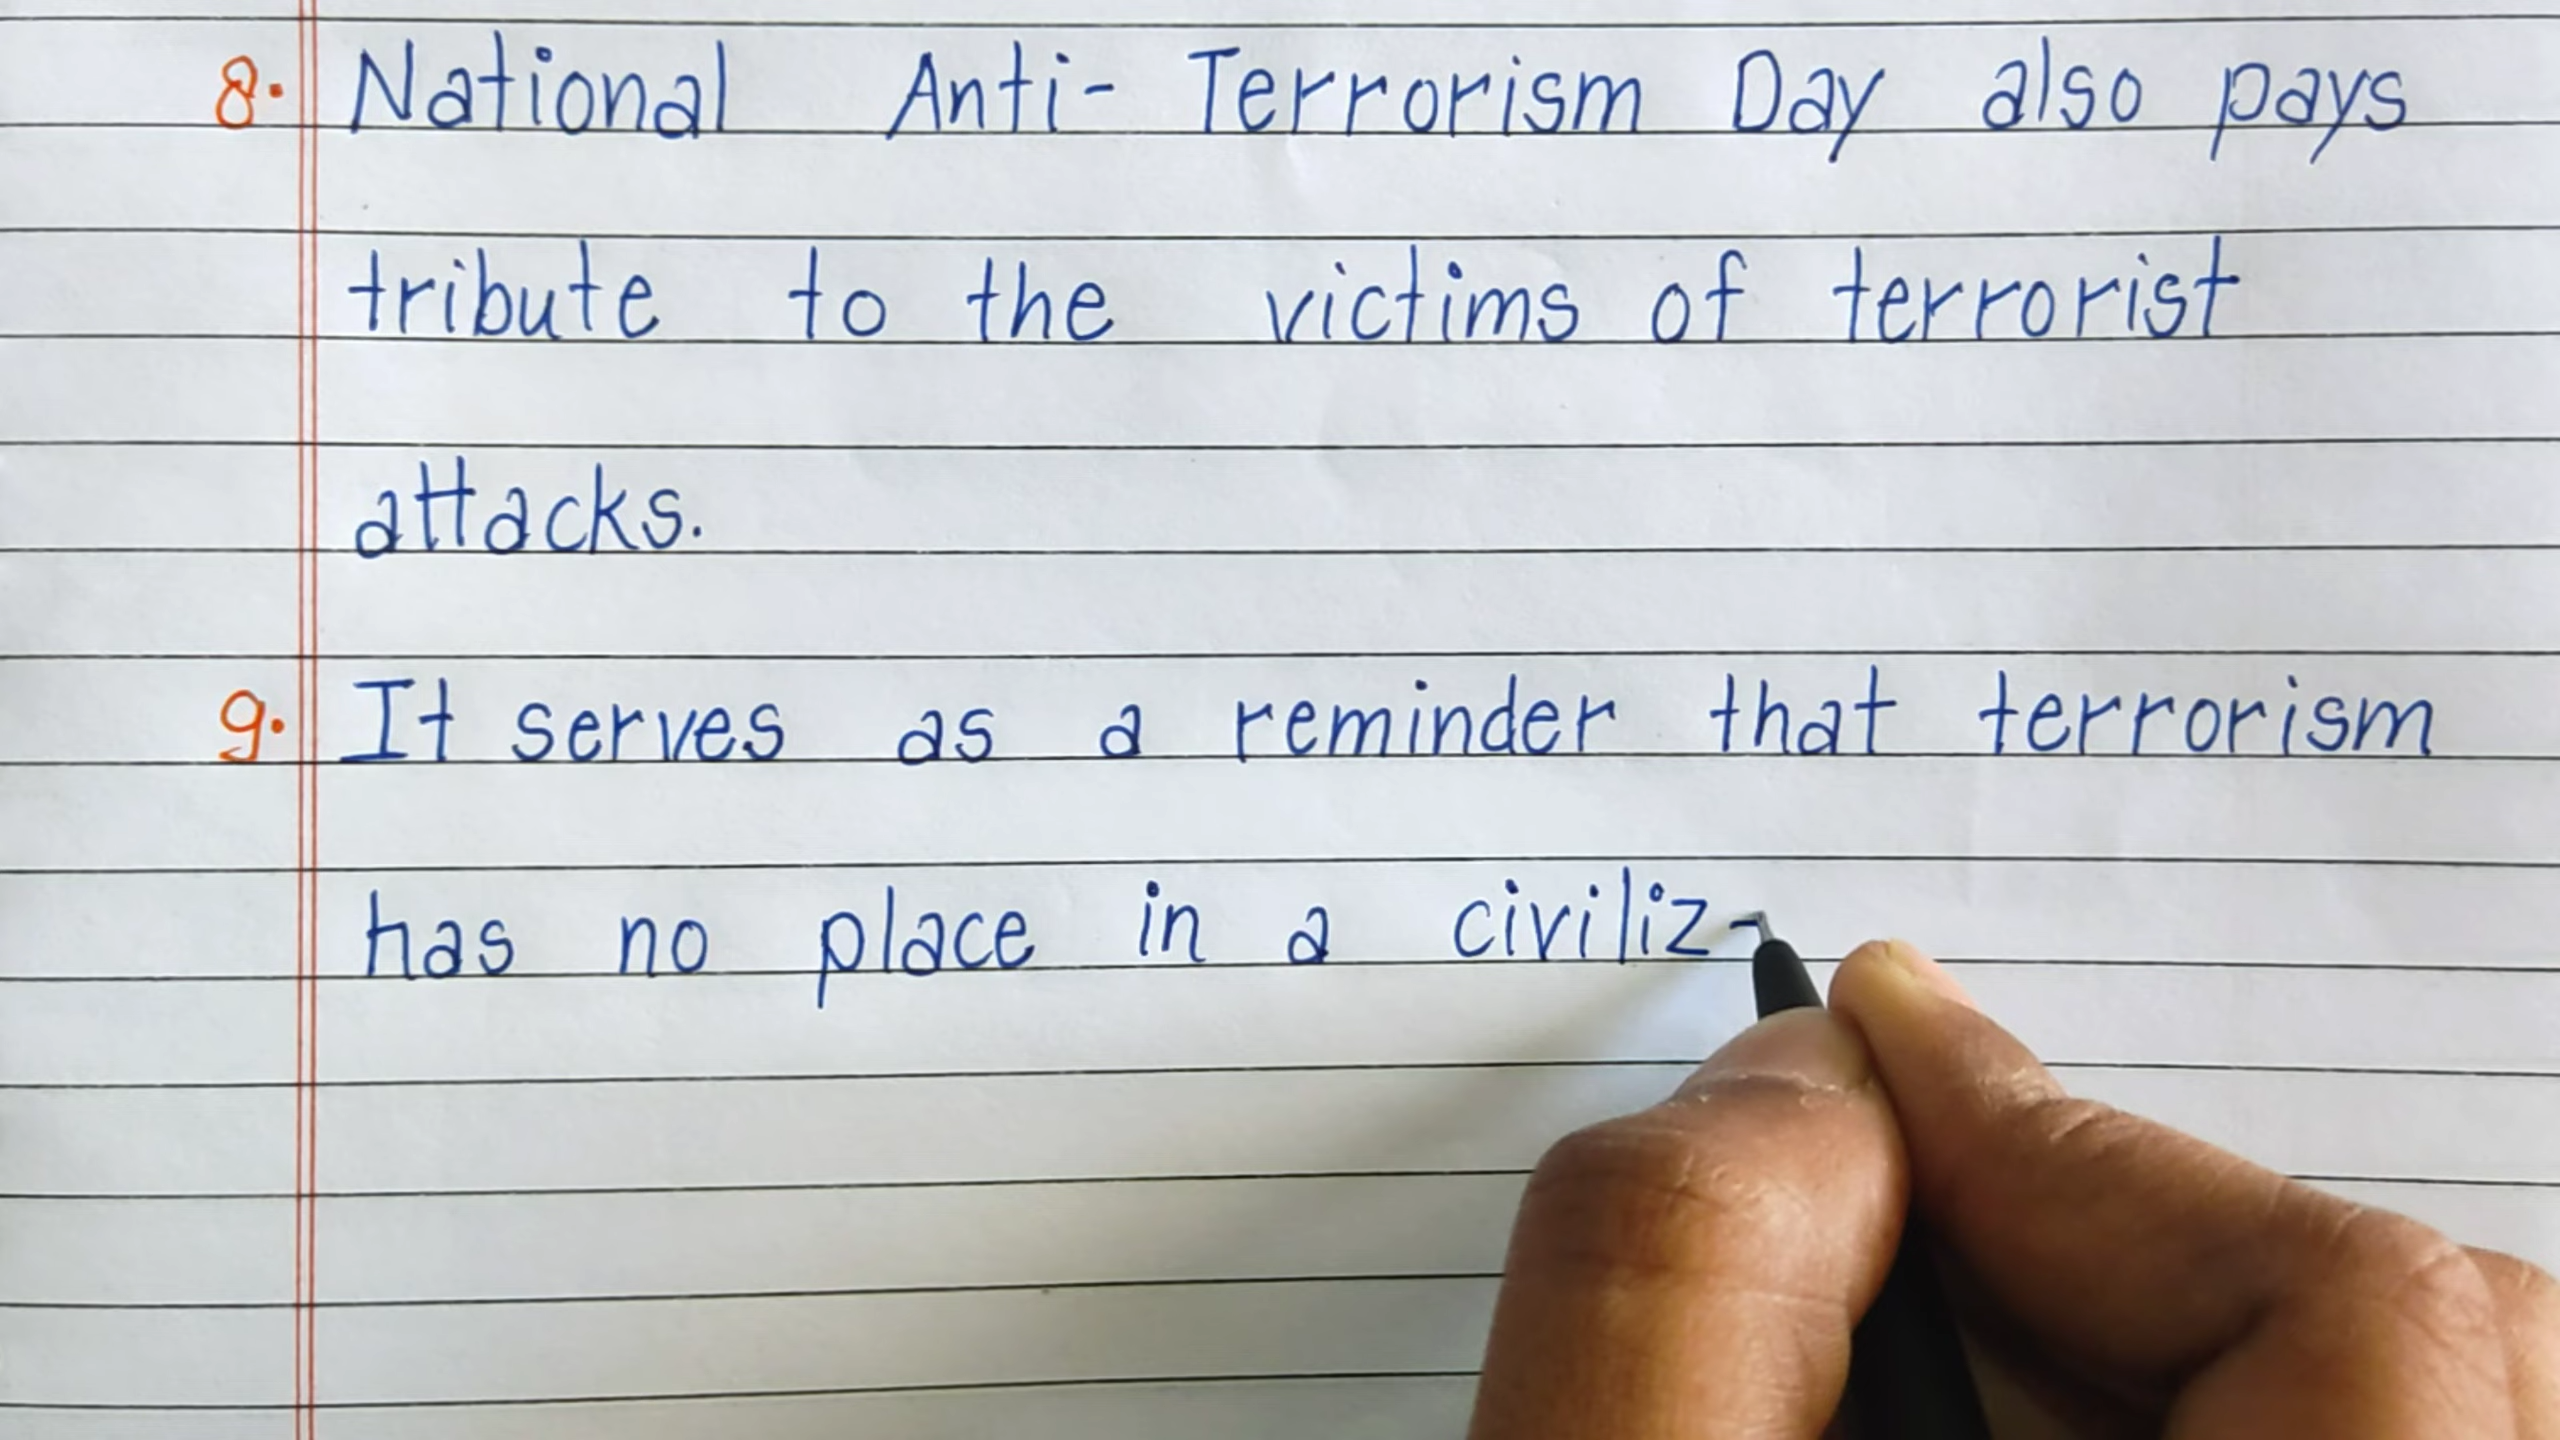 8. National Anti-Terrorism Day also pays
tribute to the victims of terrorist
attacks.
9. It serves as a reminder that terrorism
has no place in a civiliz-